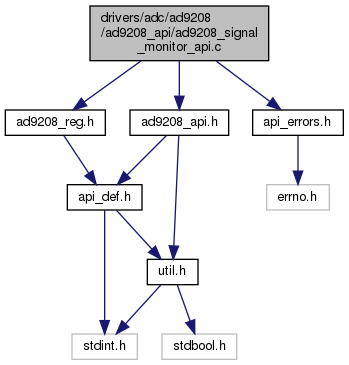 drivers/adc/ad9208
/ad9208_api/ad9208_signal
_monitor_api.c
ad9208_reg.h
ad9208_api.h
api_errors.h
api_def.h
errno.h
util.h
stdint.h
stdbool.h